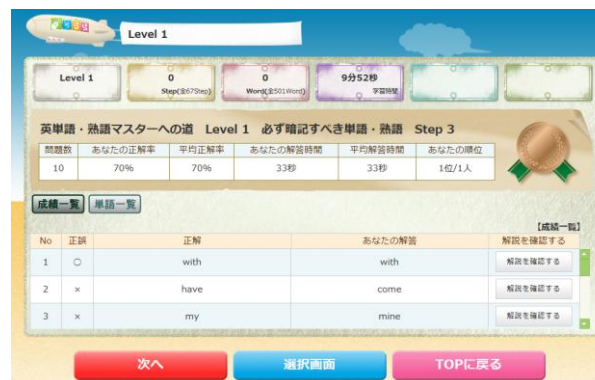 Level 1
Level 1
0
Step(全67Step)
0
Word(全501Word)
9分52秒
学習時間
英単語・熟語マスターへの道 Level 1 必ず暗記すべき単語・熟語 Step 3
問題数 あなたの正解率 平均正解率 あなたの解答時間 平均解答時間 あなたの順位
10 70% 70% 33秒 33秒 1位/1人
成績一覧 単語一覧
【成績一覧】
No 正誤 正解 あなたの解答 解説を確認する
1 ○ with with 解説を確認する
2 × have come 解説を確認する
3 × my mine 解説を確認する
次へ 選択画面 TOPに戻る